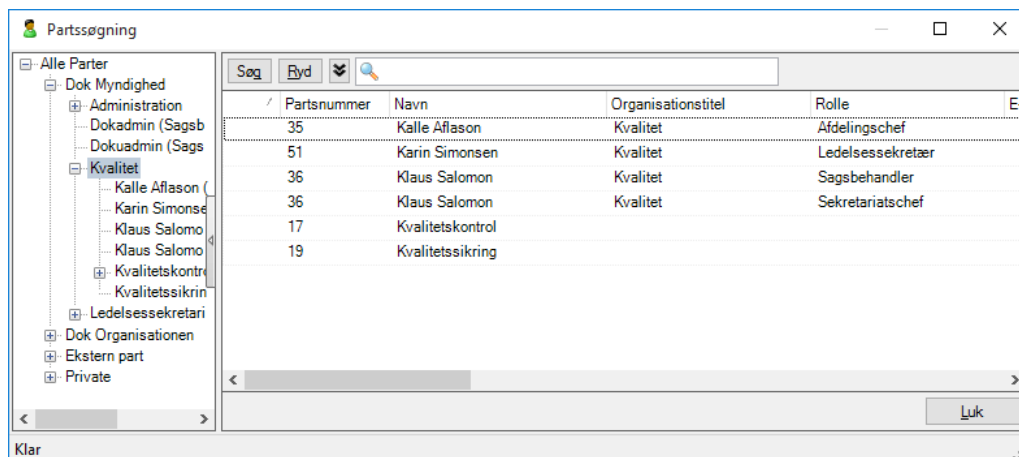 Partssøgning
Alle Parter
Dok Myndighed
Administration
Dokadmin (Sagsb
Dokuadmin (Sags
Kvalitet
Kalle Aflason (
Karin Simonse
Klaus Salomo
Klaus Salomo
Kvalitetskontro
Kvalitetssikrin
Ledelsessekretari
Dok Organisationen
Ekstern part
Private
Søg Ryd
Partsnummer Navn Organisationstitel Rolle E
35 Kalle Aflason Kvalitet Afdelingschef
51 Karin Simonsen Kvalitet Ledelsessekretær
36 Klaus Salomon Kvalitet Sagsbehandler
36 Klaus Salomon Kvalitet Sekretariatschef
17 Kvalitetskontrol
19 Kvalitetssikring
Luk
Klar